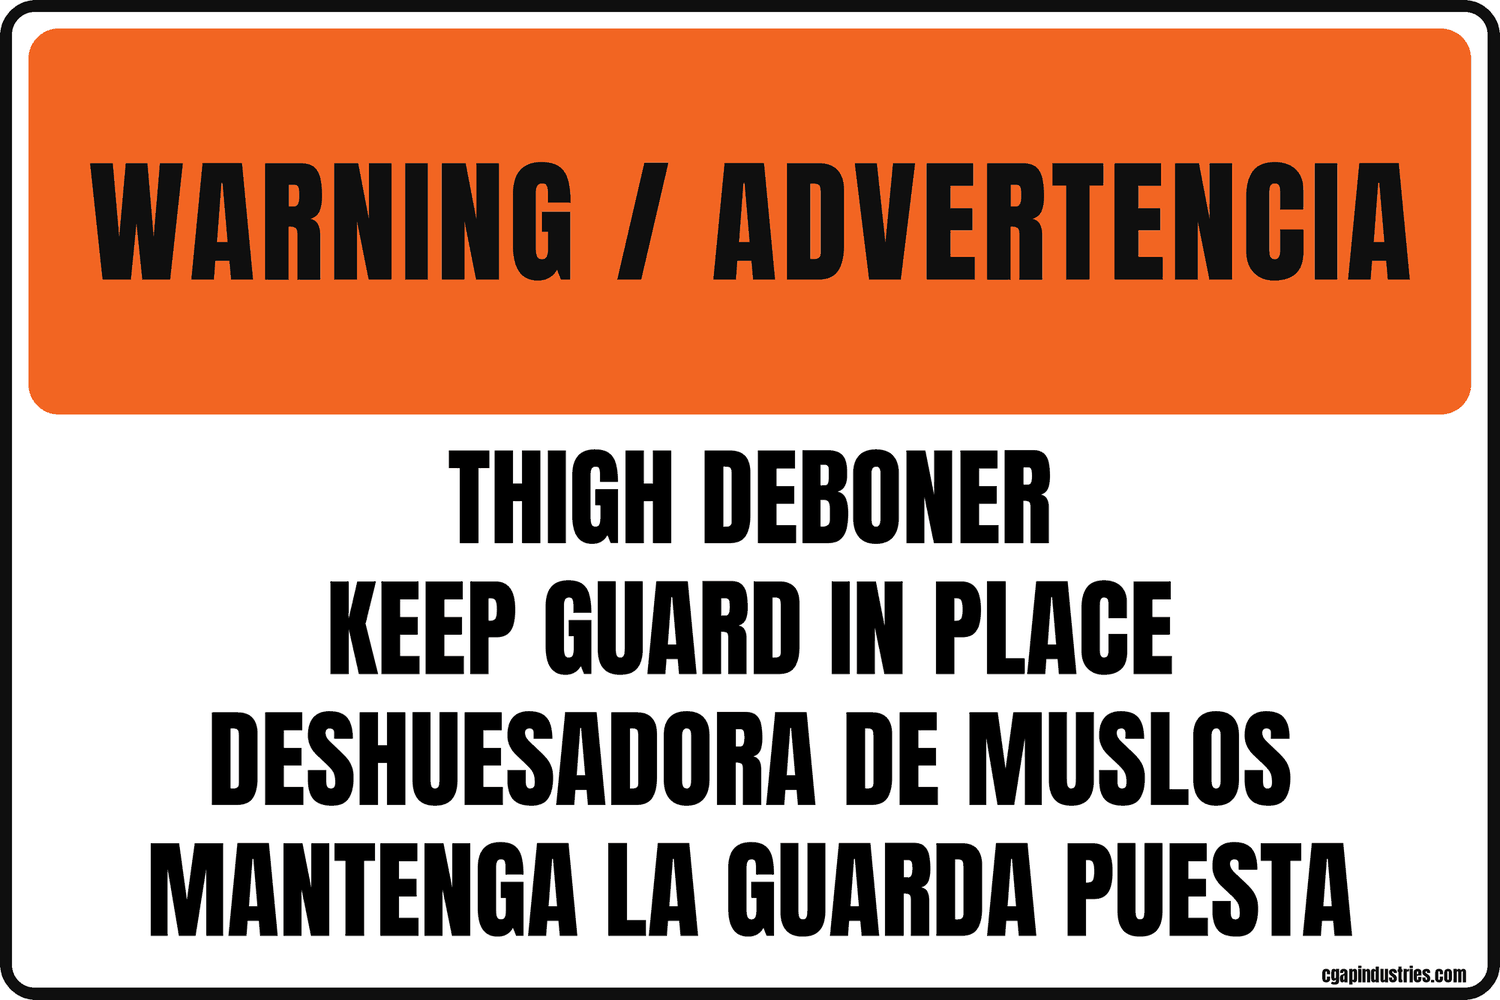 WARNING / ADVERTENCIA
THIGH DEBONER
KEEP GUARD IN PLACE
DESHUESADORA DE MUSLOS
MANTENGA LA GUARDA PUESTA
cgapindustries.com